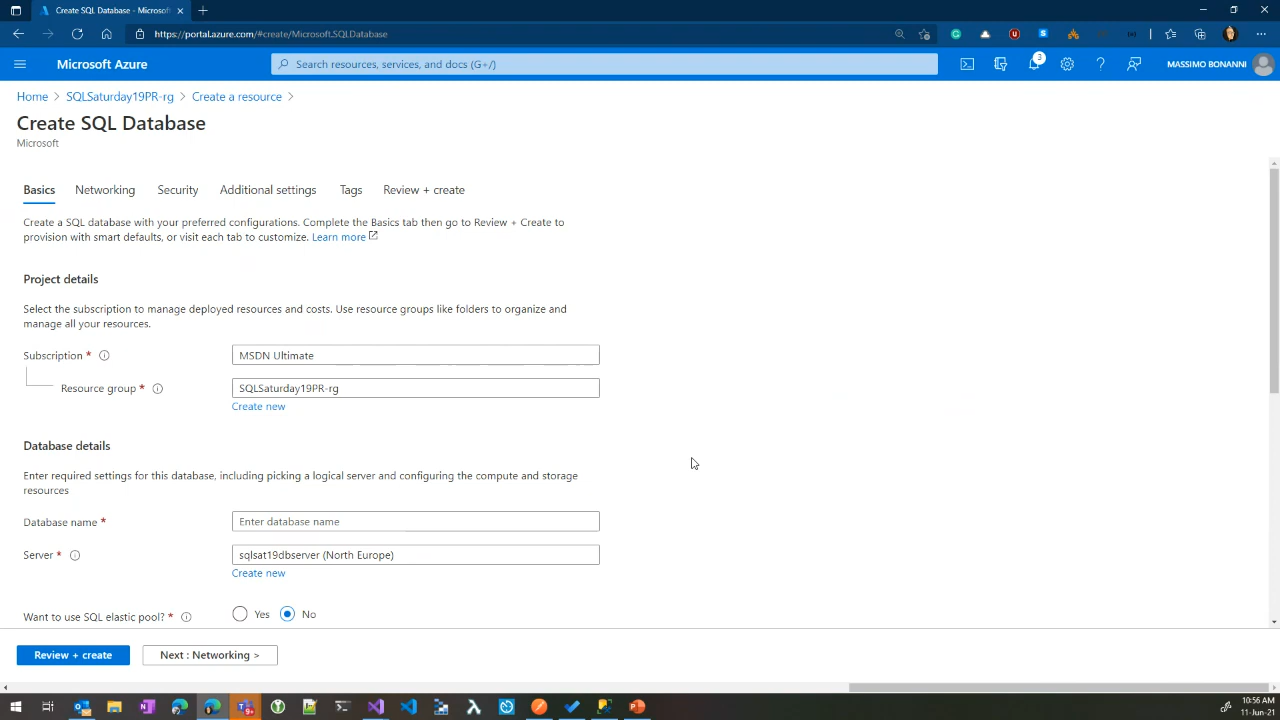 Create SQL Database - Microsoft
https://portal.azure.com/#create/Microsoft.SQLDatabase
Microsoft Azure
Search resources, services, and docs (G+/)
3
MASSIMO BONANNI
Home > SQLSaturday19PR-rg > Create a resource >
Create SQL Database
Microsoft
Basics Networking Security Additional settings Tags Review + create
Create a SQL database with your preferred configurations. Complete the Basics tab then go to Review + Create to
provision with smart defaults, or visit each tab to customize. Learn more
Project details
Select the subscription to manage deployed resources and costs. Use resource groups like folders to organize and
manage all your resources.
Subscription *
MSDN Ultimate
Resource group *
SQLSaturday19PR-rg
Create new
Database details
Enter required settings for this database, including picking a logical server and configuring the compute and storage
resources
Database name *
Enter database name
Server *
sqlsat19dbserver (North Europe)
Create new
Want to use SQL elastic pool? *
Yes No
Review + create
Next : Networking >
10:56 AM
11-Jun-21